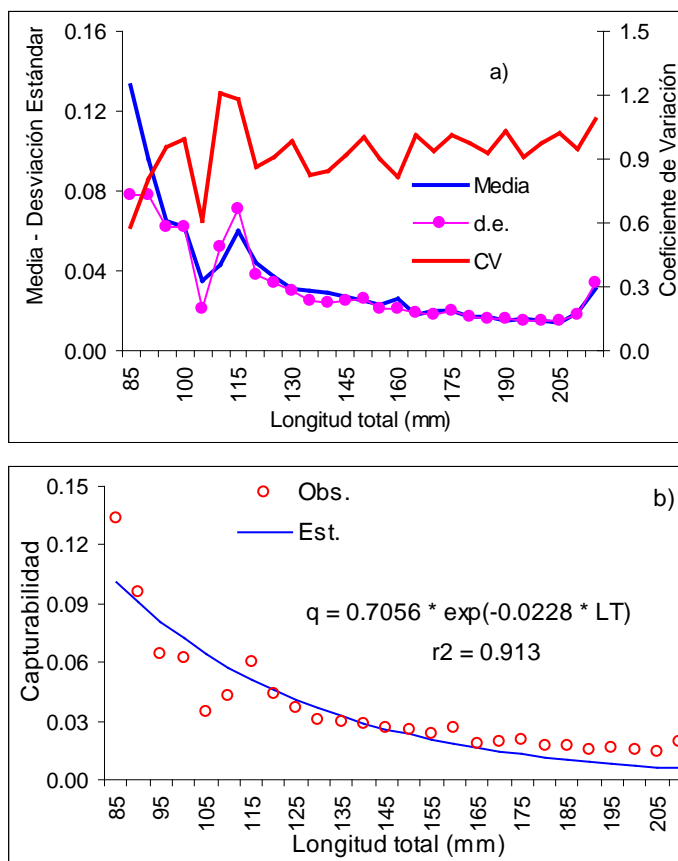 0.16
0.12
0.08
0.04
0.00
Media - Desviación Estándar
1.5
1.2
0.9
0.6
0.3
0.0
Coeficiente de Variación
a)
Media
d.e.
CV
85 100 115 130 145 160 175 190 205
Longitud total (mm)
0.15
0.12
0.09
0.06
0.03
0.00
Capturabilidad
Obs.
Est.
b)
q = 0.7056 * exp(-0.0228 * LT)
r2 = 0.913
85 95 105 115 125 135 145 155 165 175 185 195 205
Longitud total (mm)